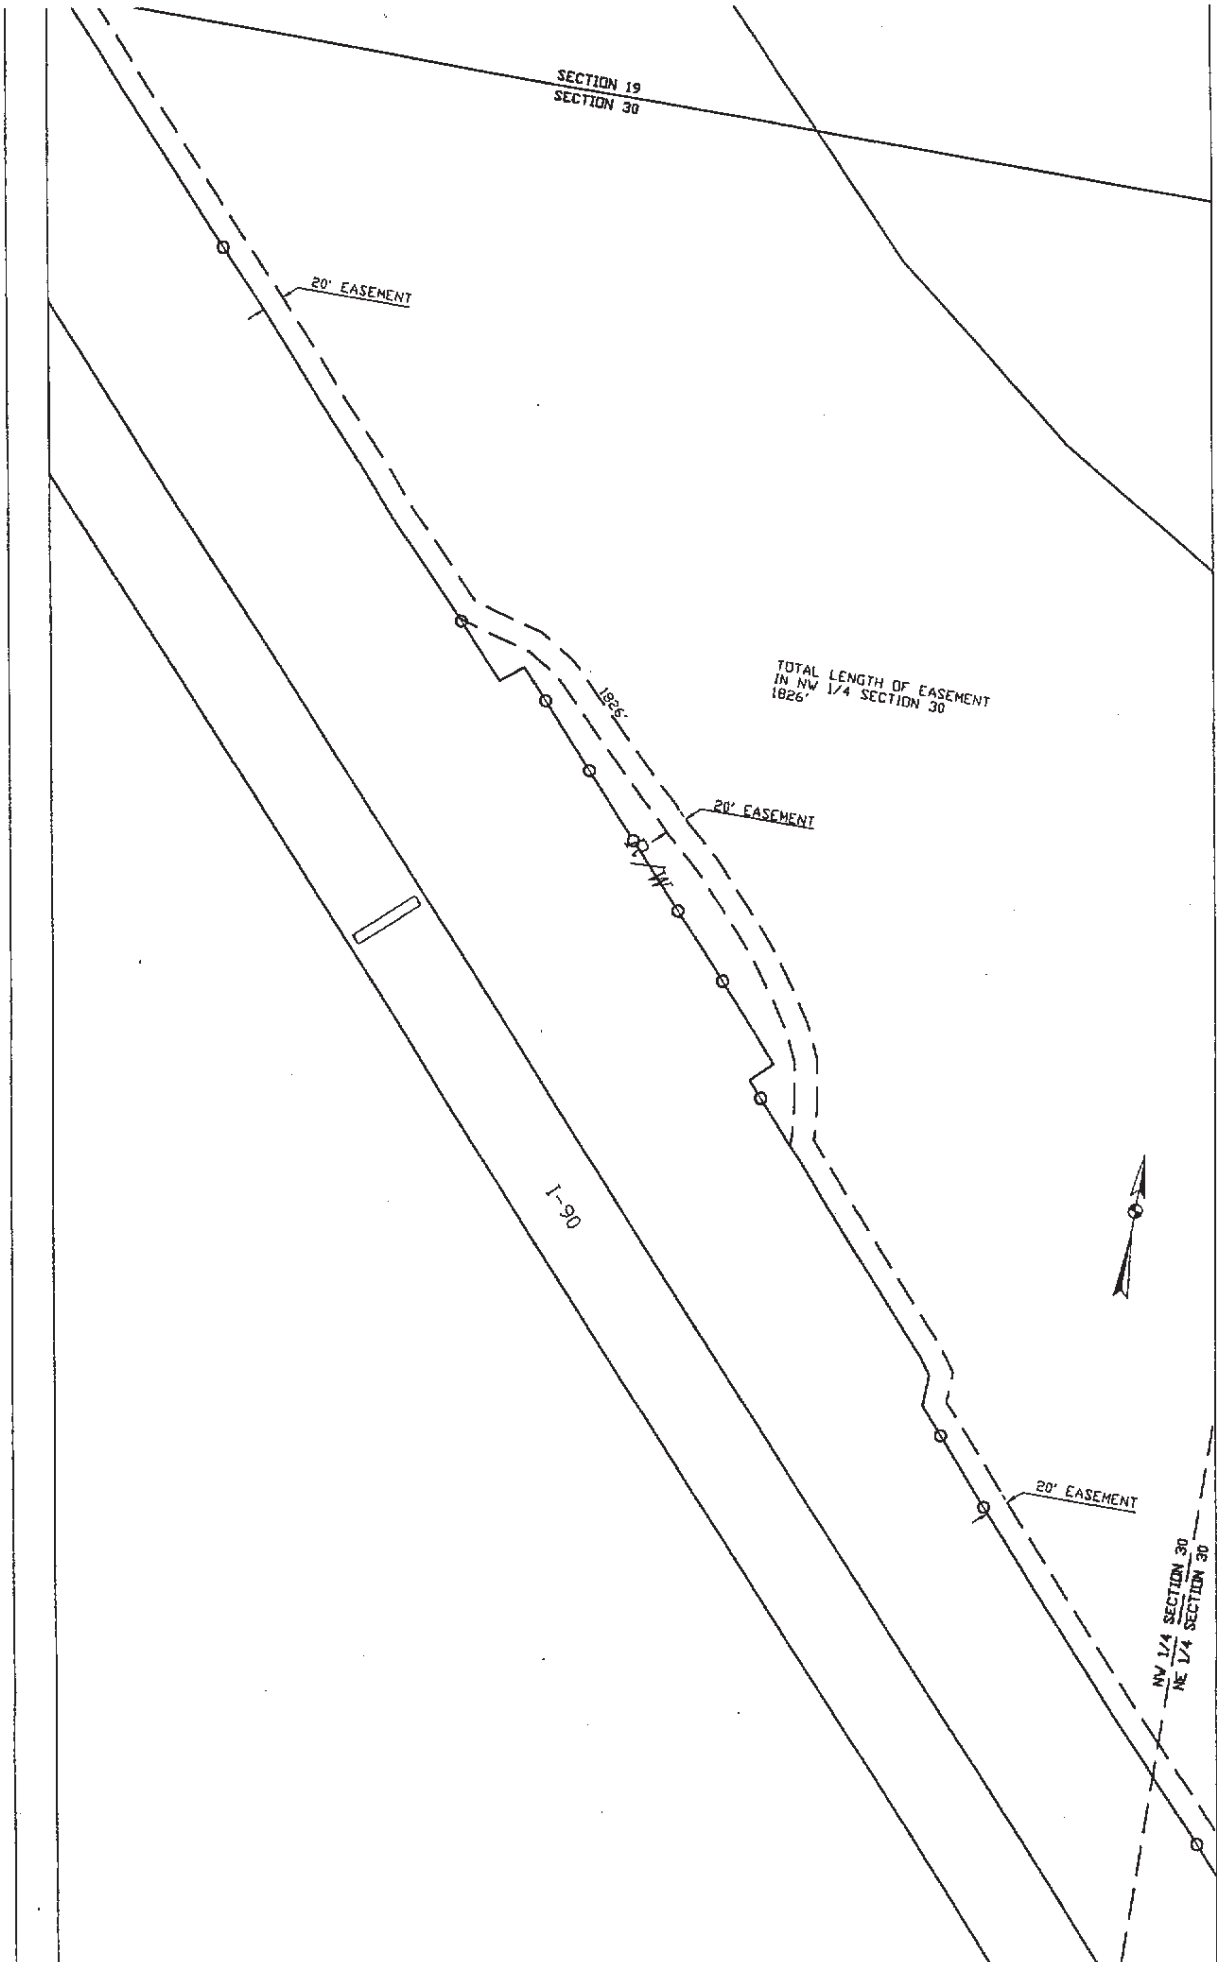 SECTION 19
SECTION 30
20' EASEMENT
1826'
TOTAL LENGTH OF EASEMENT
IN NW 1/4 SECTION 30
1826'
20' EASEMENT
R/W
I-90
20' EASEMENT
NW 1/4 SECTION 30
NE 1/4 SECTION 30